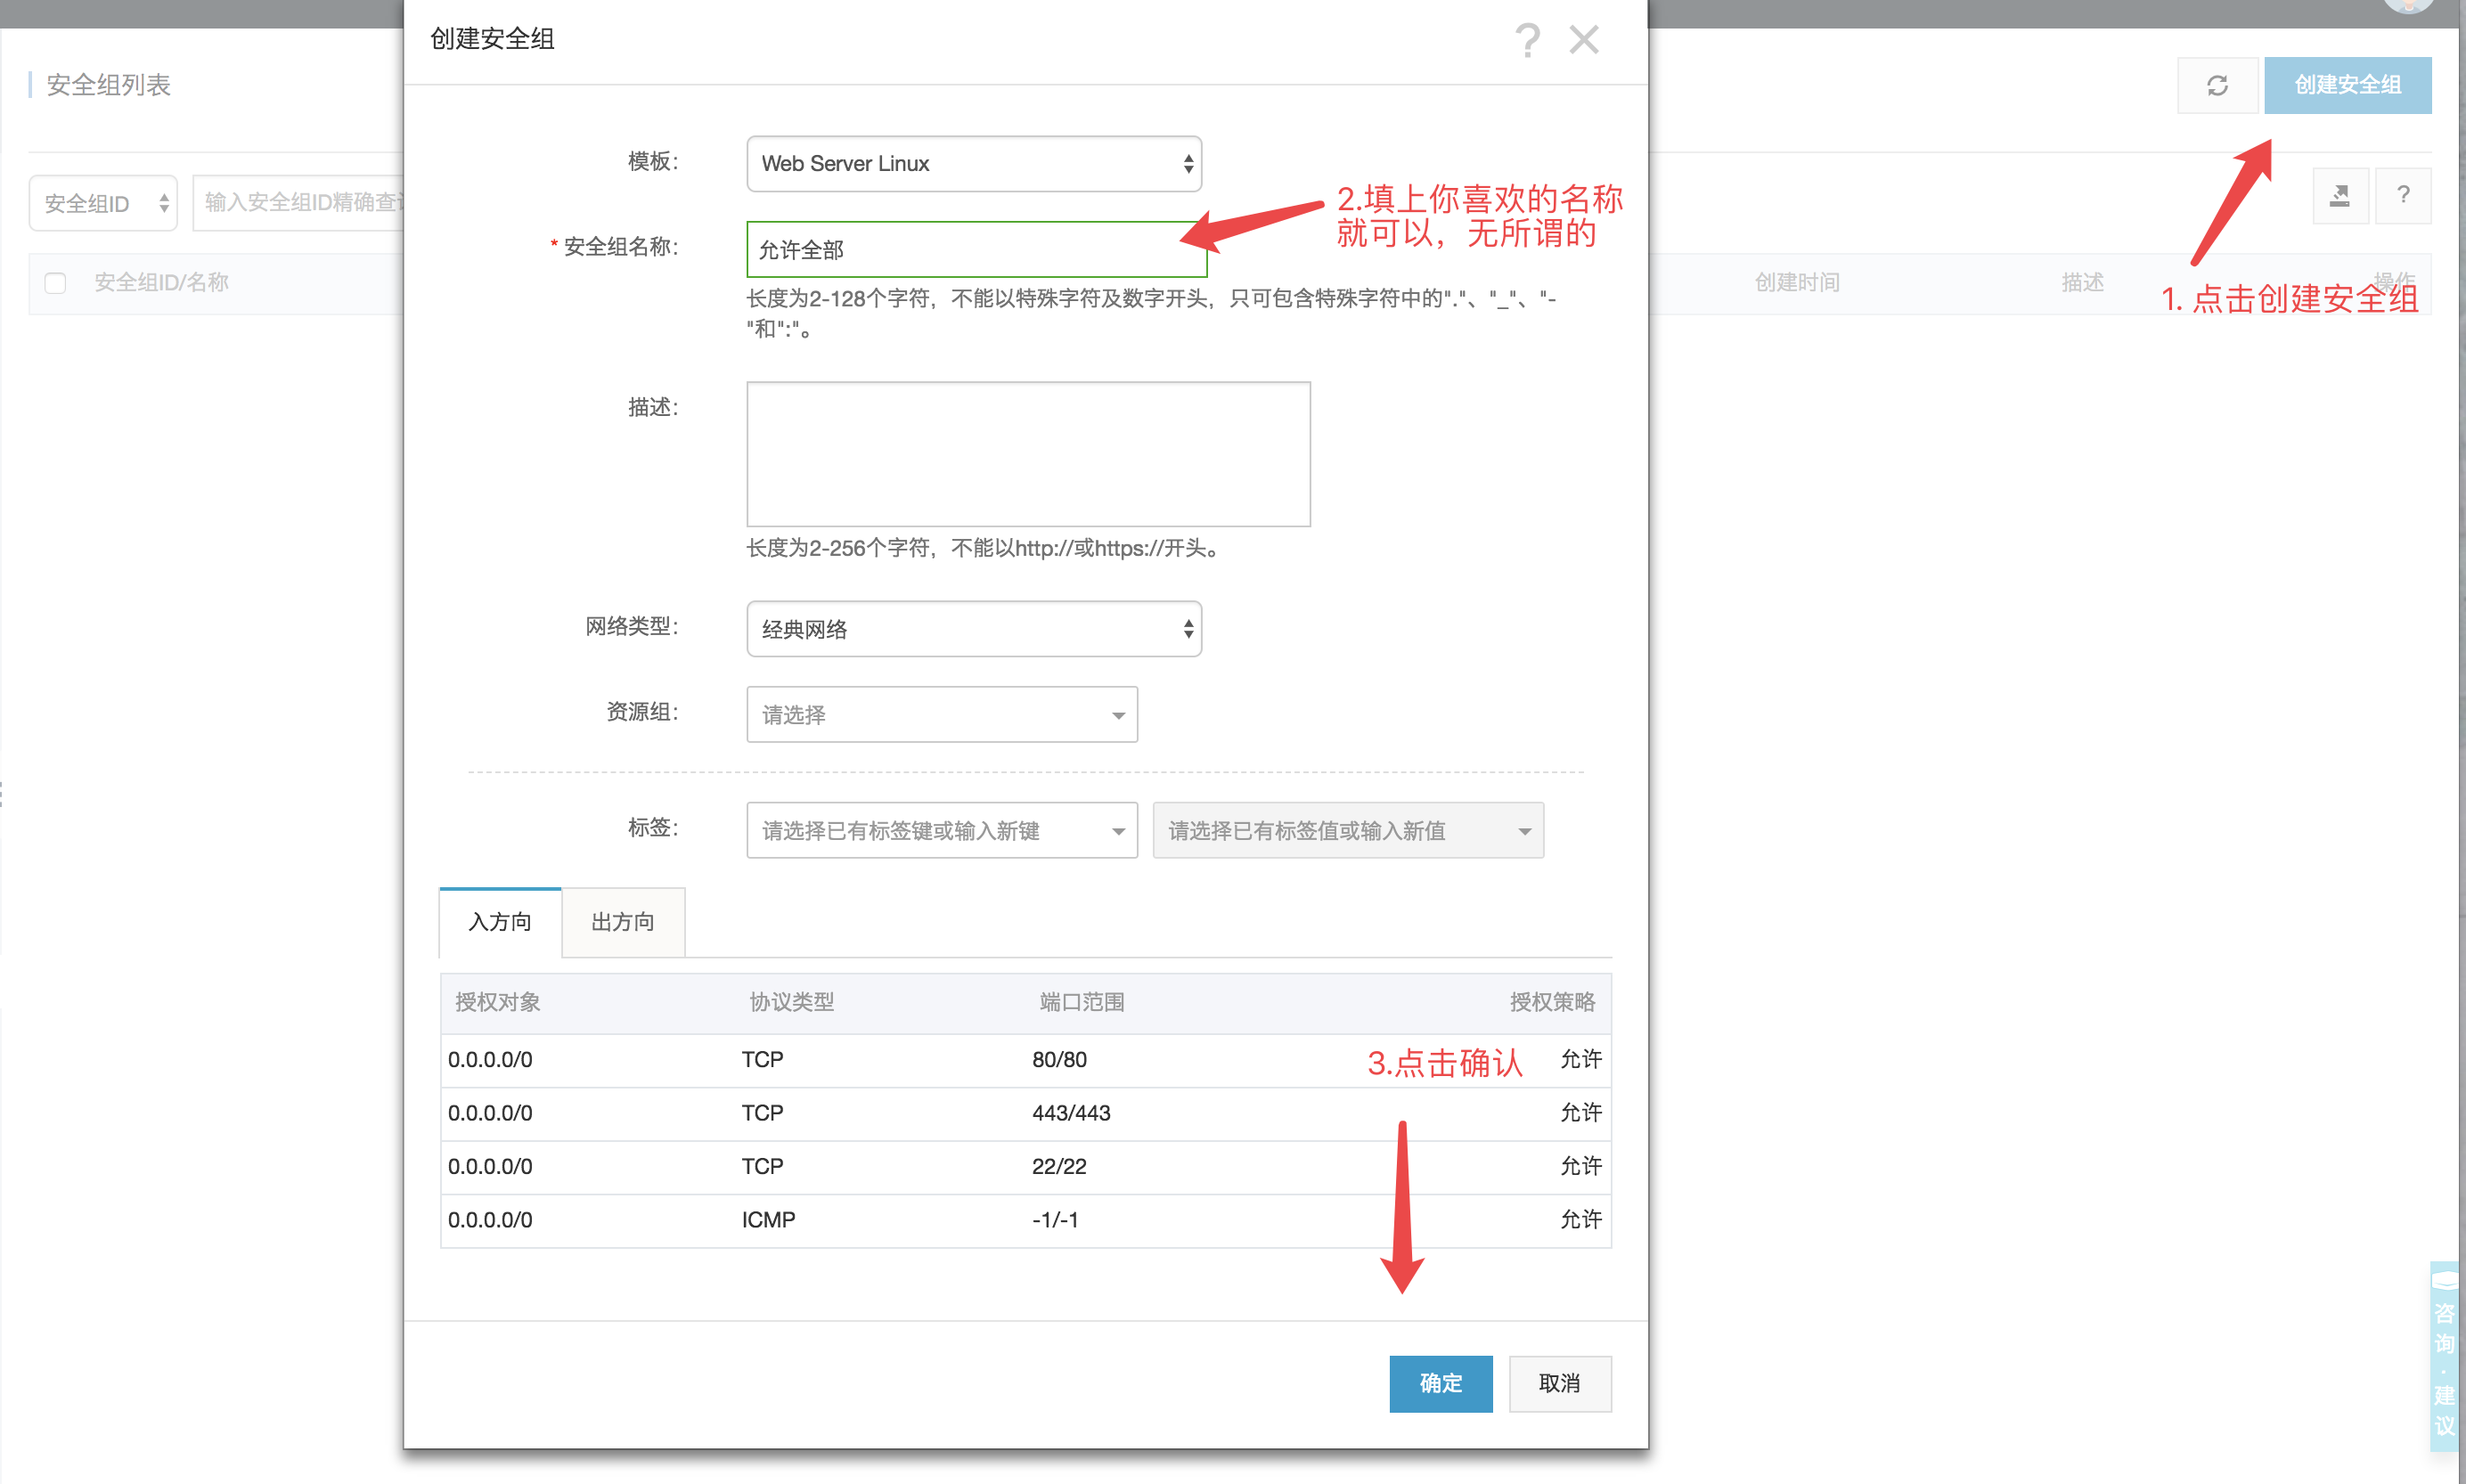 创建安全组
安全组列表
创建安全组
模板：
Web Server Linux
安全组ID
输入安全组ID精确查
?
2.填上你喜欢的名称
就可以，无所谓的
* 安全组名称：
允许全部
安全组ID/名称
创建时间
描述
操作
1. 点击创建安全组
长度为2-128个字符，不能以特殊字符及数字开头，只可包含特殊字符中的"."、"_"、"-
"和":"。
描述：
长度为2-256个字符，不能以http://或https://开头。
网络类型：
经典网络
资源组：
请选择
标签：
请选择已有标签键或输入新键
请选择已有标签值或输入新值
入方向
出方向
授权对象
协议类型
端口范围
授权策略
0.0.0.0/0
TCP
80/80
允许
3.点击确认
0.0.0.0/0
TCP
443/443
允许
0.0.0.0/0
TCP
22/22
允许
0.0.0.0/0
ICMP
-1/-1
允许
确定
取消
咨询·建议